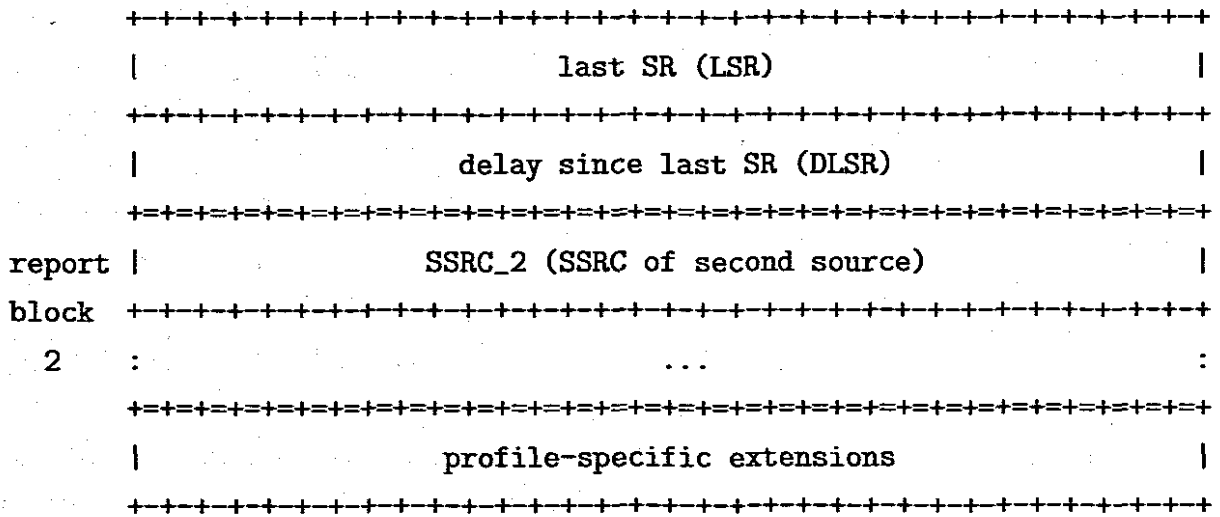 +-+-+-+-+-+-+-+-+-+-+-+-+-+-+-+-+-+-+-+-+-+-+-+-+-+-+-+-+-+-+-+-+
| last SR (LSR) |
+-+-+-+-+-+-+-+-+-+-+-+-+-+-+-+-+-+-+-+-+-+-+-+-+-+-+-+-+-+-+-+-+
| delay since last SR (DLSR) |
+=+=+=+=+=+=+=+=+=+=+=+=+=+=+=+=+=+=+=+=+=+=+=+=+=+=+=+=+=+=+=+=+
report | SSRC_2 (SSRC of second source) |
block +-+-+-+-+-+-+-+-+-+-+-+-+-+-+-+-+-+-+-+-+-+-+-+-+-+-+-+-+-+-+-+-+
2 : ... :
+=+=+=+=+=+=+=+=+=+=+=+=+=+=+=+=+=+=+=+=+=+=+=+=+=+=+=+=+=+=+=+=+
| profile-specific extensions |
+-+-+-+-+-+-+-+-+-+-+-+-+-+-+-+-+-+-+-+-+-+-+-+-+-+-+-+-+-+-+-+-+